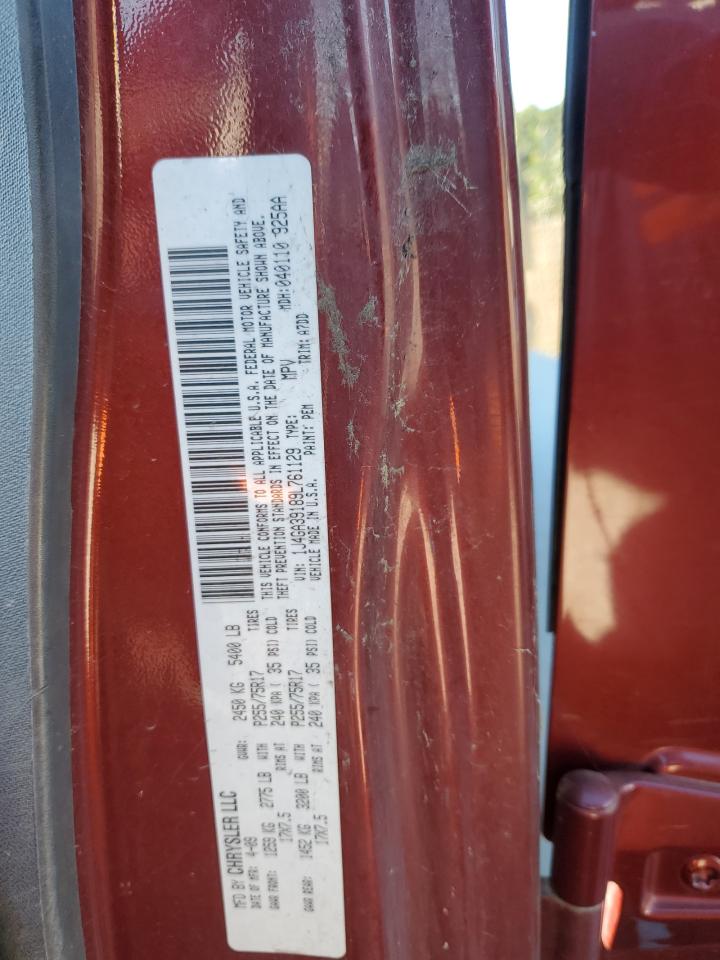 MFD BY CHRYSLER LLC
DATE OF MFR: 4-09 GVWR: 2450 KG 5400 LB
GAWR FRONT: 1259 KG 2775 LB WITH P255/75R17 TIRES
17X7.5 RIMS AT 240 KPA ( 35 PSI) COLD
GAWR REAR: 1452 KG 3200 LB WITH P255/75R17 TIRES
17X7.5 RIMS AT 240 KPA ( 35 PSI) COLD
THIS VEHICLE CONFORMS TO ALL APPLICABLE U.S.A. FEDERAL MOTOR VEHICLE SAFETY AND
THEFT PREVENTION STANDARDS IN EFFECT ON THE DATE OF MANUFACTURE SHOWN ABOVE.
VIN: 1J4GA39189L761129 TYPE: MPV MDH:040110 925AA
VEHICLE MADE IN U.S.A. PAINT: PEM TRIM: A7DD